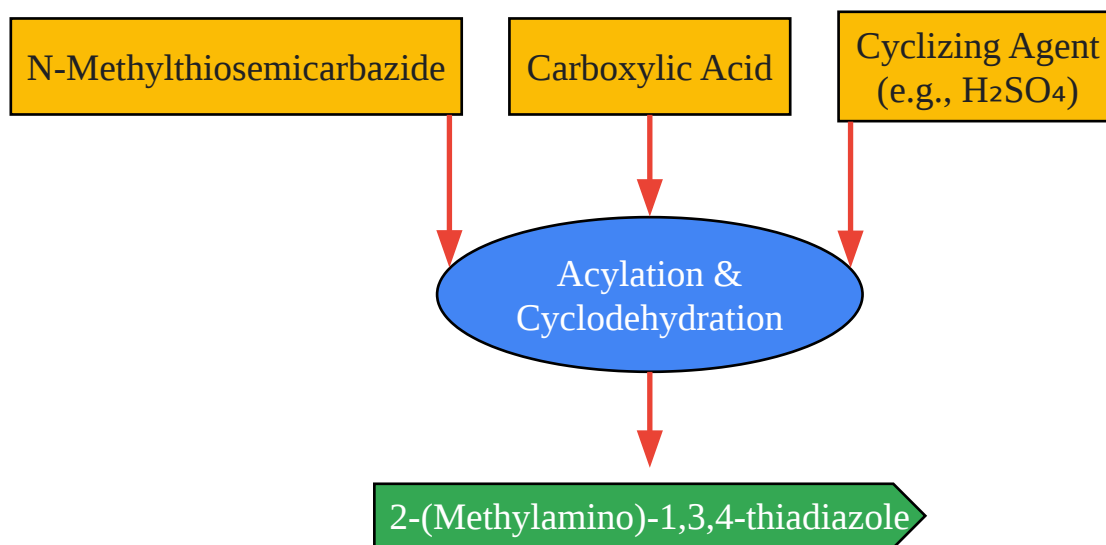 N-Methylthiosemicarbazide
Carboxylic Acid
Cyclizing Agent
(e.g., H₂SO₄)
Acylation &
Cyclodehydration
2-(Methylamino)-1,3,4-thiadiazole